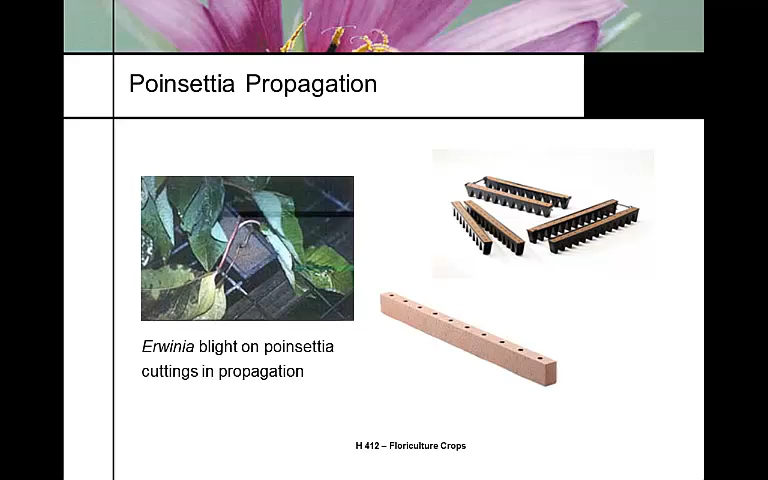 Poinsettia Propagation
Erwinia blight on poinsettia
cuttings in propagation
H 412 – Floriculture Crops